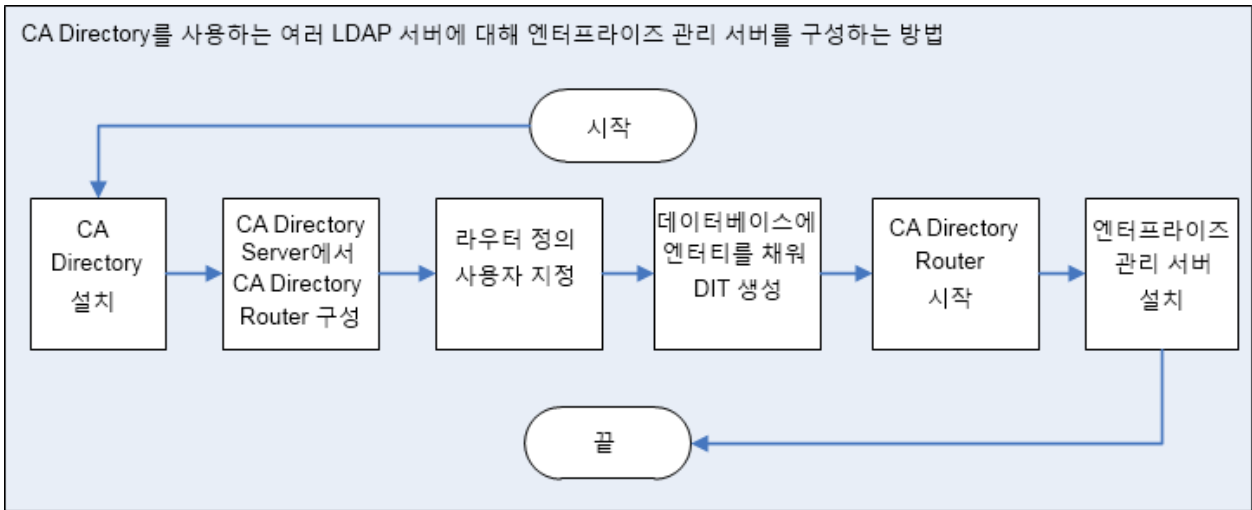 CA Directory를 사용하는 여러 LDAP 서버에 대해 엔터프라이즈 관리 서버를 구성하는 방법
시작
CA
Directory
설치
CA Directory
Server에서
CA Directory
Router 구성
라우터 정의
사용자 지정
데이터베이스에
엔터티를 채워
DIT 생성
CA Directory
Router
시작
엔터프라이즈
관리 서버
설치
끝